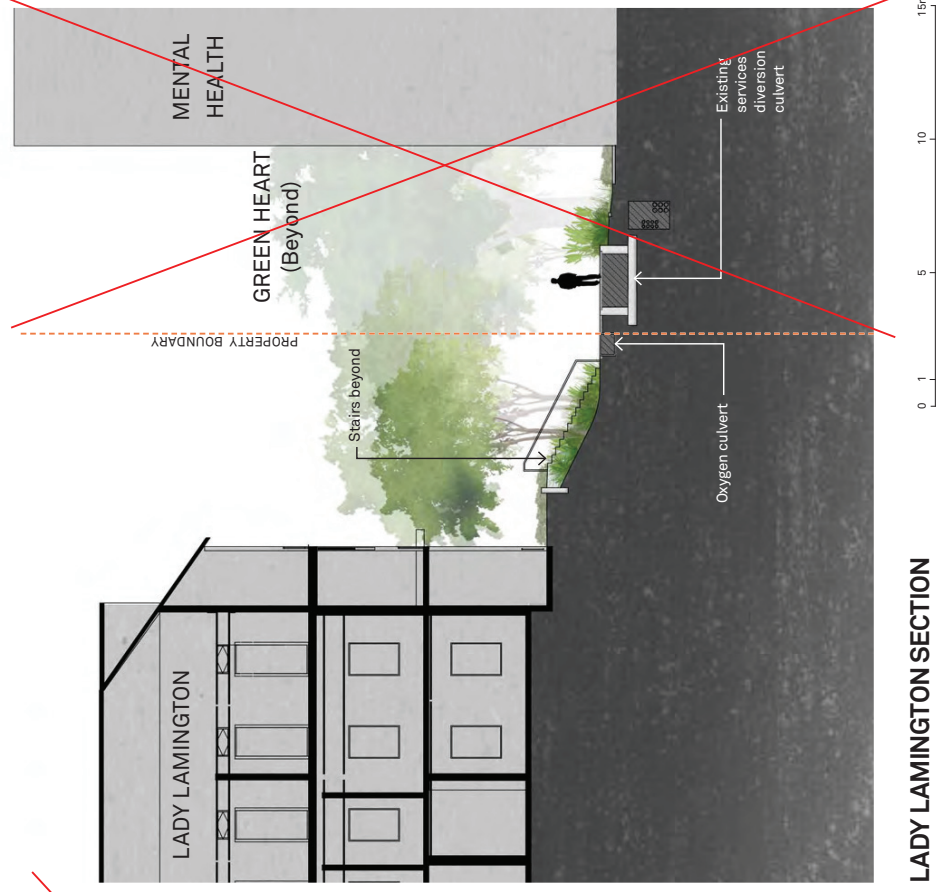 MENTAL
HEALTH
GREEN HEART
(Beyond)
PROPERTY BOUNDARY
Stairs beyond
LADY LAMINGTON
Existing
services
diversion
culvert
Oxygen culvert
0 1 5 10 15m
LADY LAMINGTON SECTION